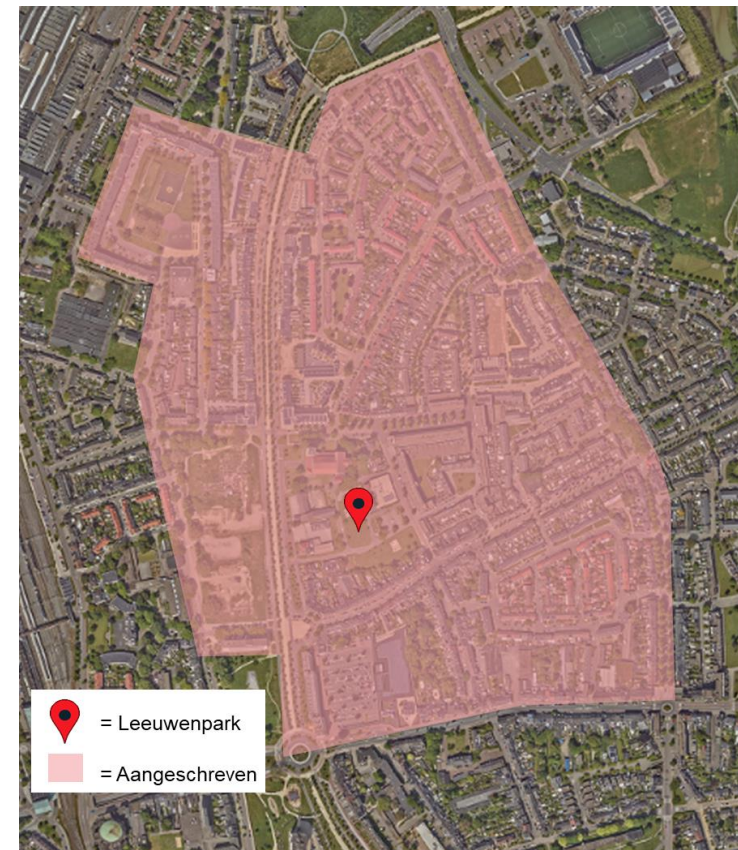 = Leeuwenpark
= Aangeschreven